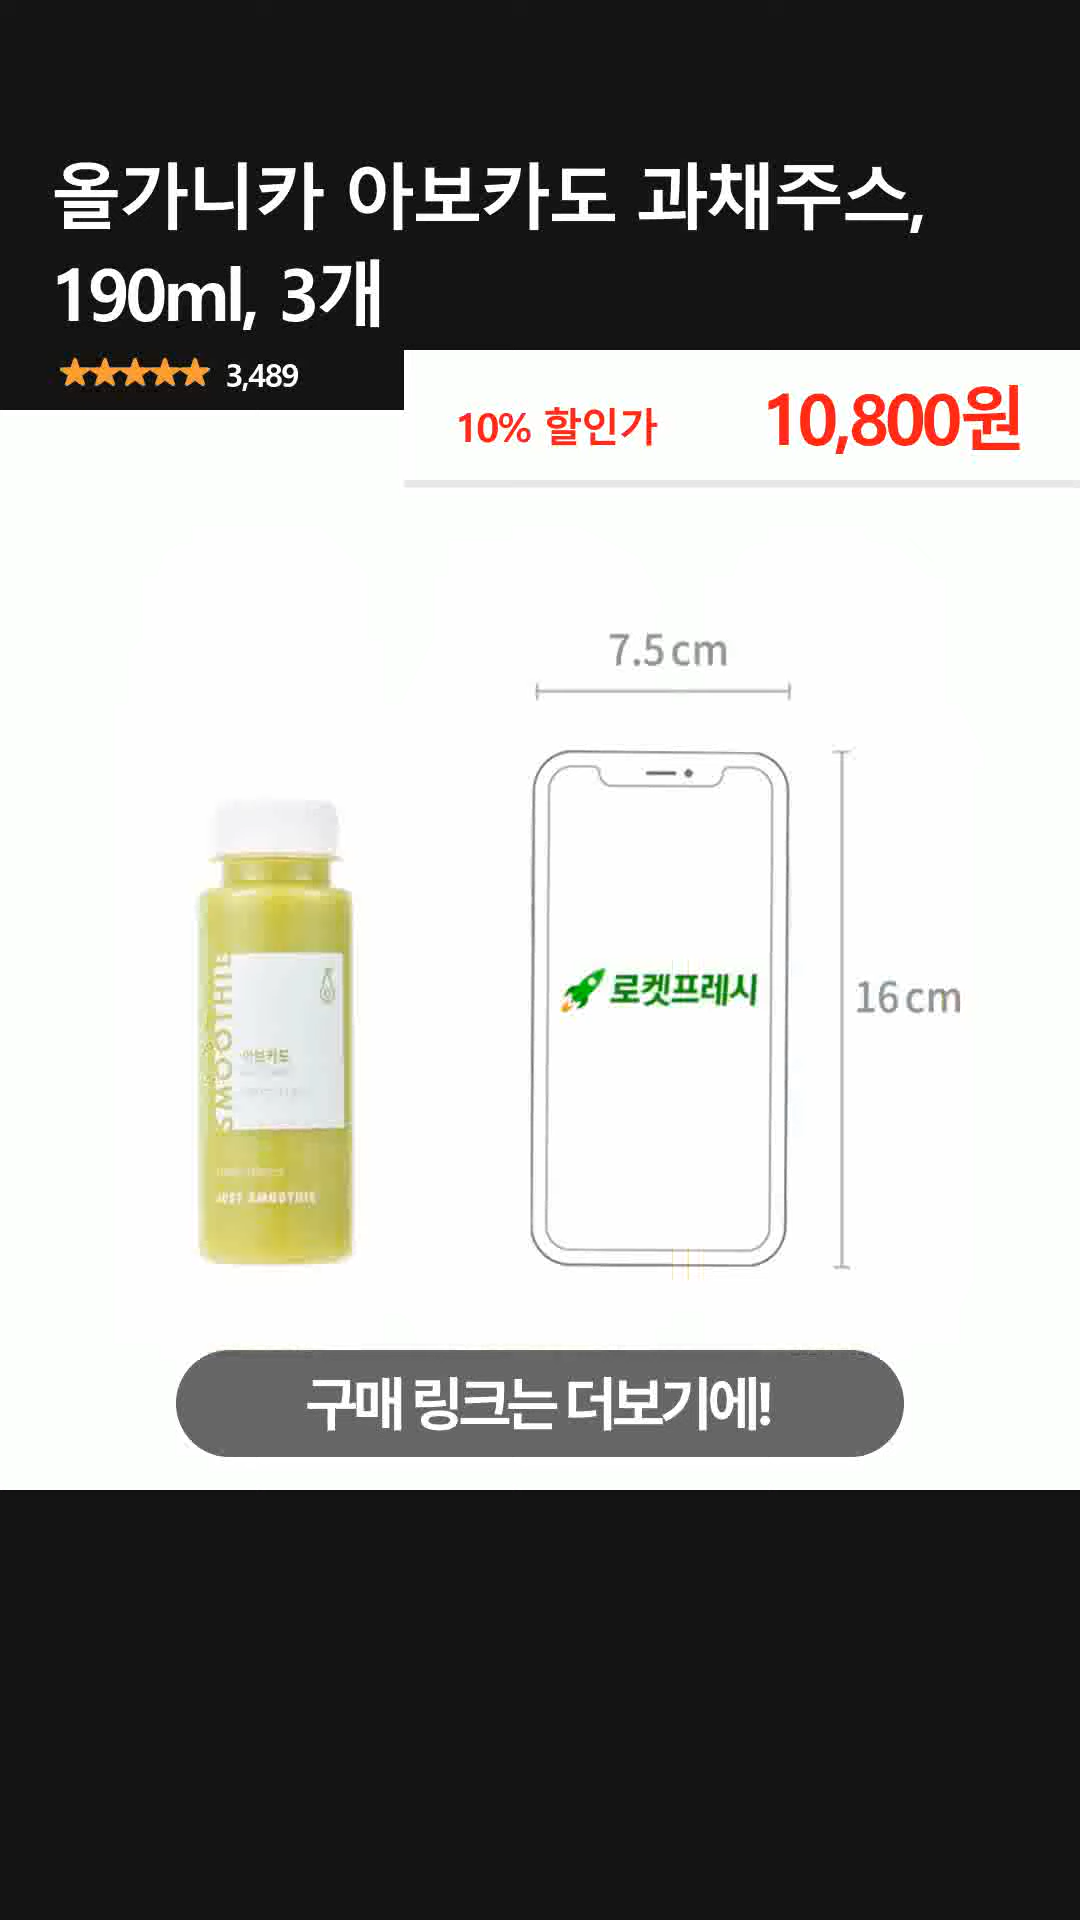 올가니카 아보카도 과채주스,
190ml, 3개
3,489
10% 할인가 10,800원
7.5cm
로켓프레시
16cm
SMOOTHIE
아보카도
JUST SMOOTHIE
구매 링크는 더보기에!